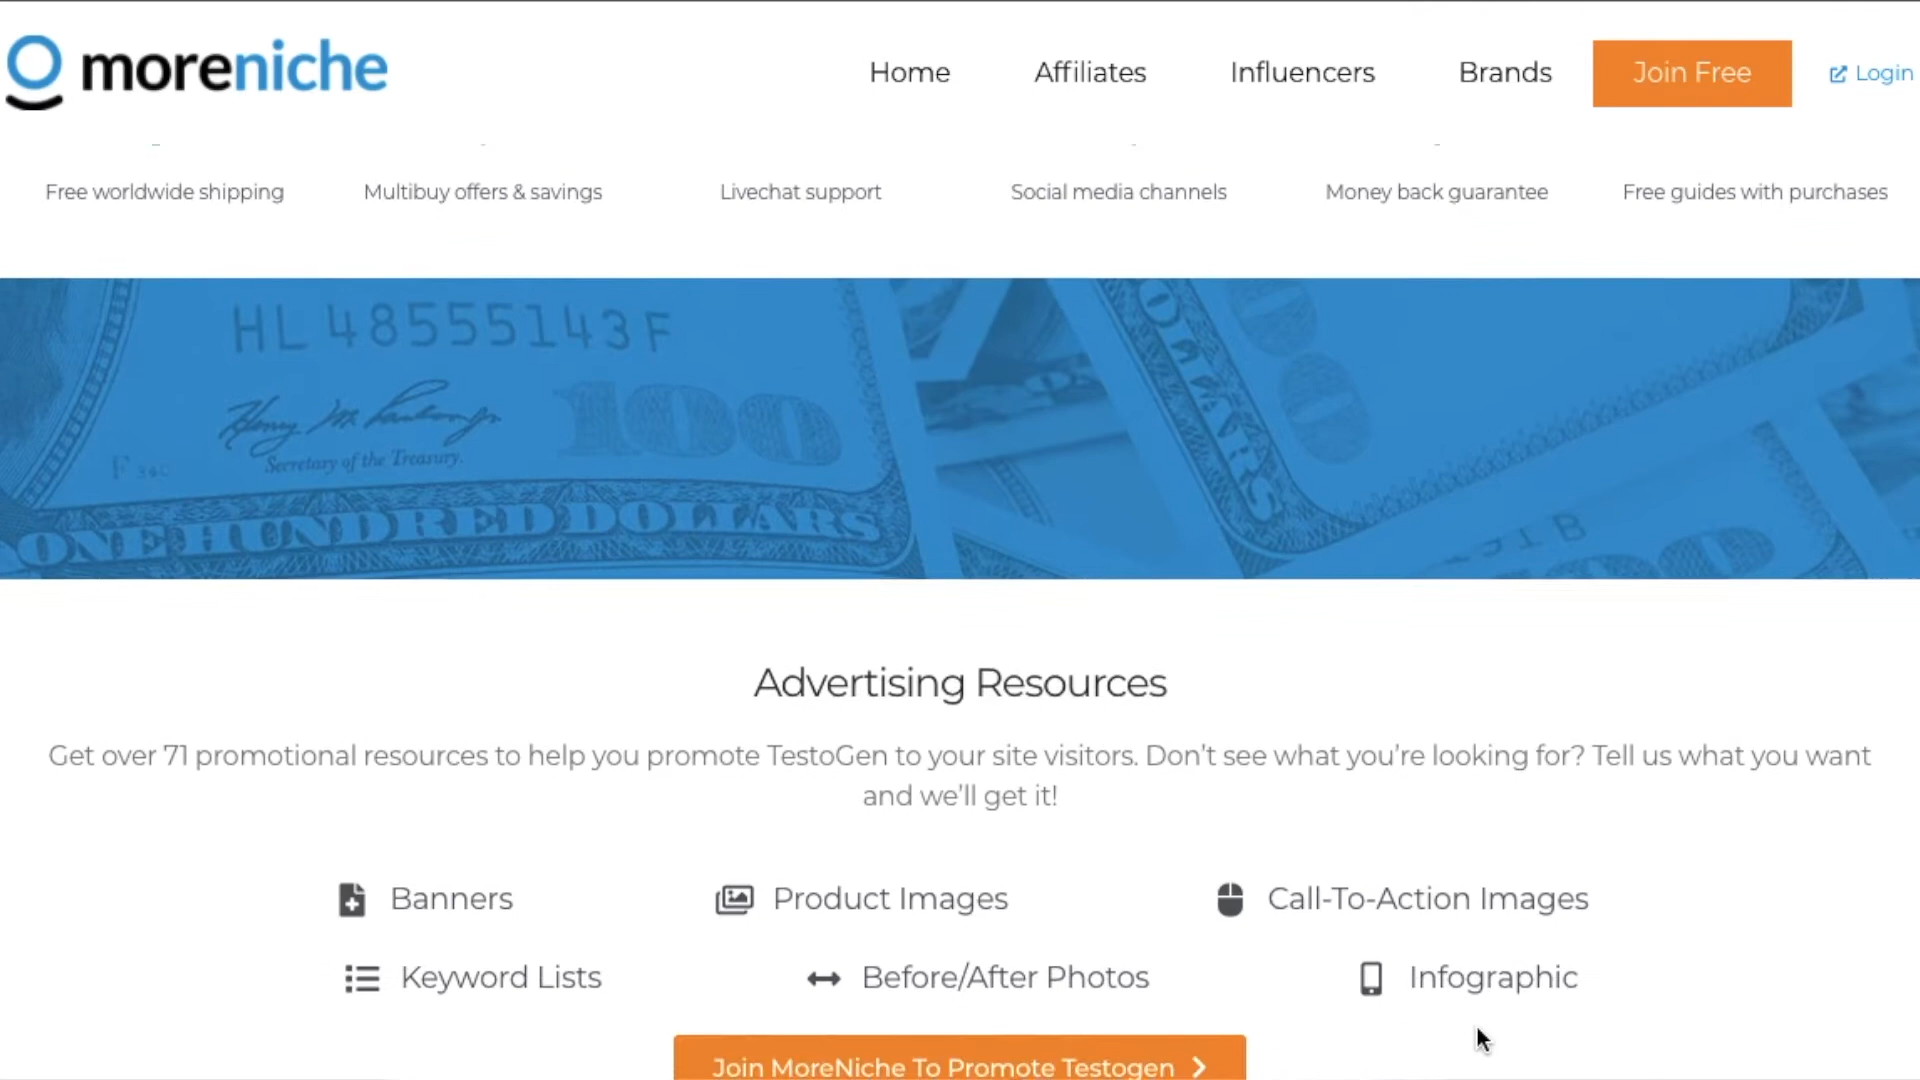 moreniche
Home
Affiliates
Influencers
Brands
Join Free
Login
Free worldwide shipping
Multibuy offers & savings
Livechat support
Social media channels
Money back guarantee
Free guides with purchases
HL 48555143F
100
Secretary of the Treasury.
ONE HUNDRED DOLLARS
DOLLARS
Advertising Resources
Get over 71 promotional resources to help you promote TestoGen to your site visitors. Don't see what you're looking for? Tell us what you want
and we'll get it!
Banners
Product Images
Call-To-Action Images
Keyword Lists
Before/After Photos
Infographic
Join MoreNiche To Promote Testogen